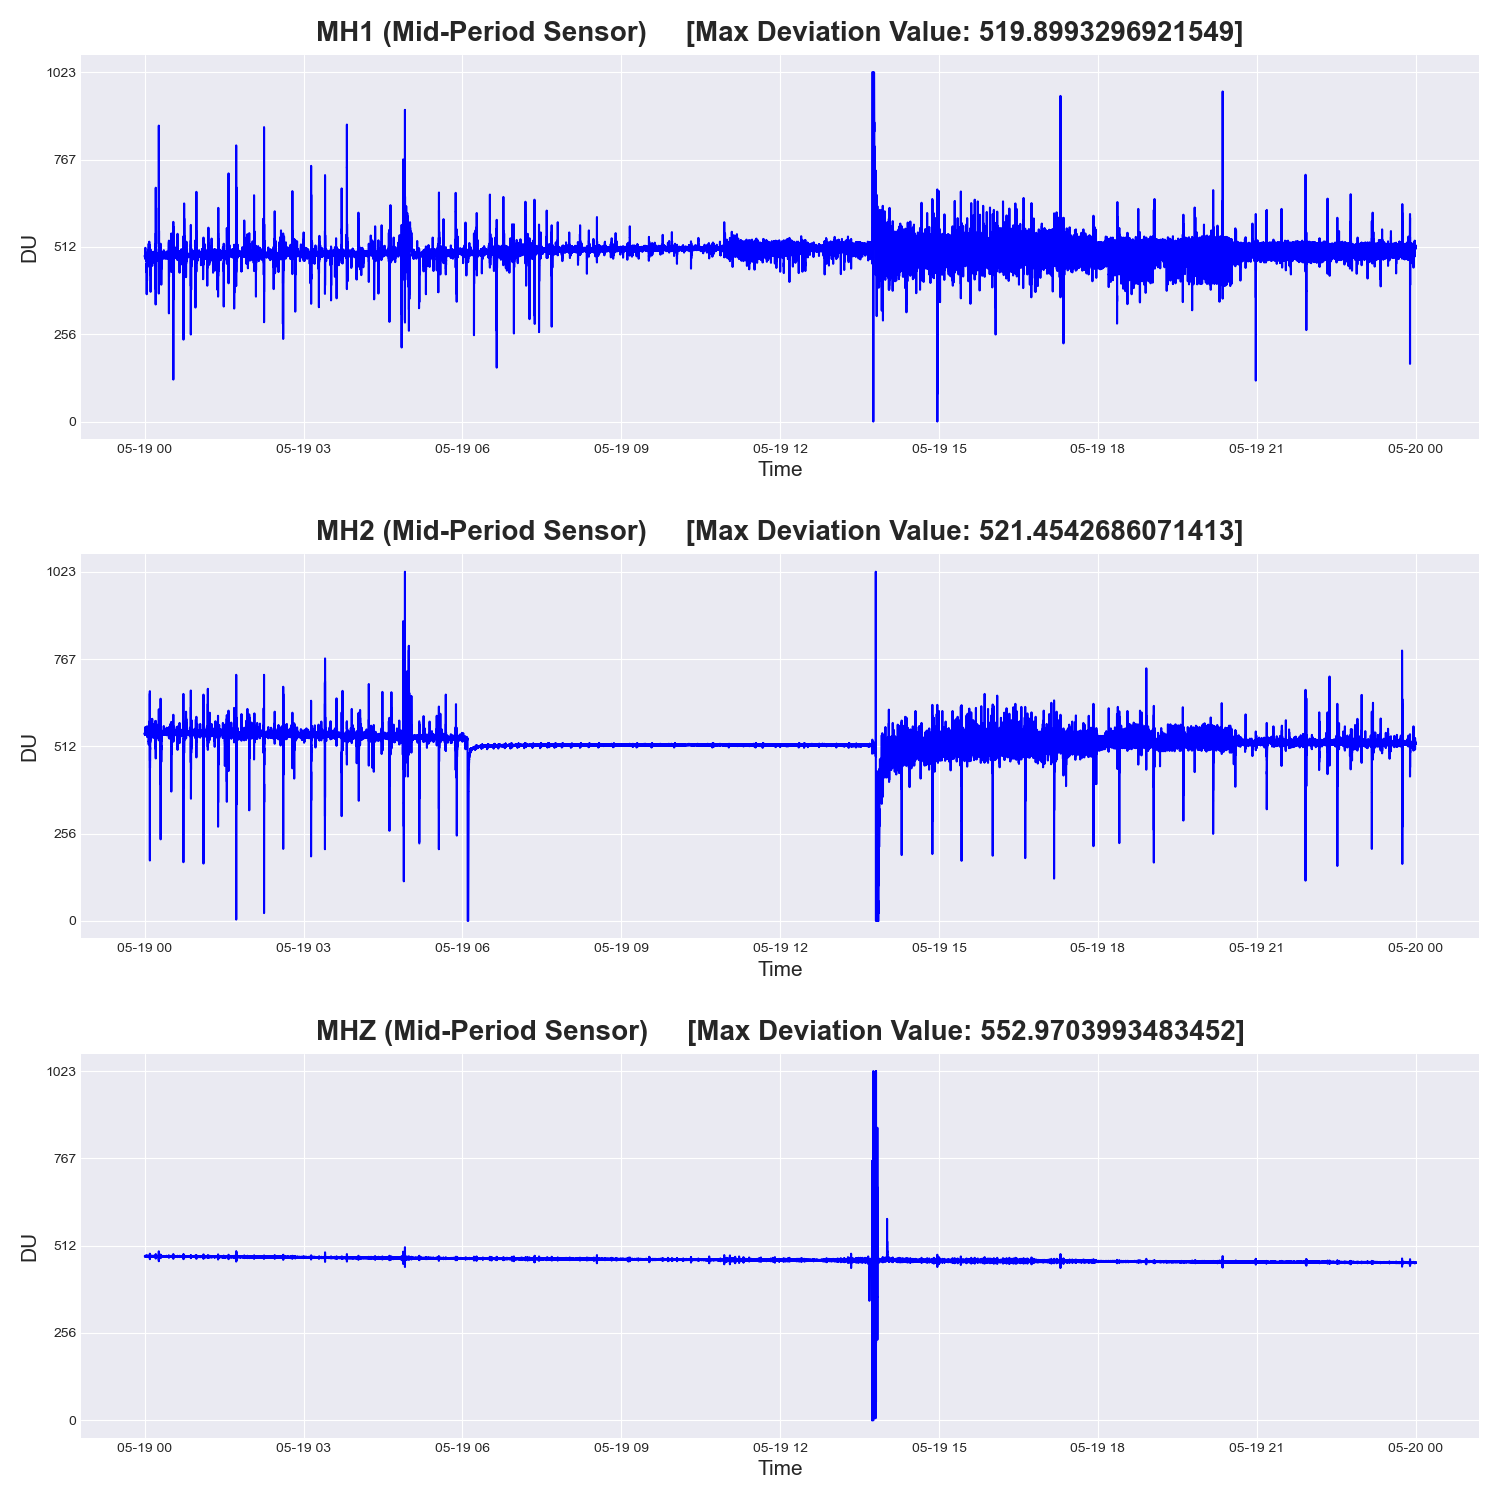 MH1 (Mid-Period Sensor) [Max Deviation Value: 519.8993296921549]
1023
767
512
256
0
DU
05-19 00 05-19 03 05-19 06 05-19 09 05-19 12 05-19 15 05-19 18 05-19 21 05-20 00
Time
MH2 (Mid-Period Sensor) [Max Deviation Value: 521.4542686071413]
1023
767
512
256
0
DU
05-19 00 05-19 03 05-19 06 05-19 09 05-19 12 05-19 15 05-19 18 05-19 21 05-20 00
Time
MHZ (Mid-Period Sensor) [Max Deviation Value: 552.9703993483452]
1023
767
512
256
0
DU
05-19 00 05-19 03 05-19 06 05-19 09 05-19 12 05-19 15 05-19 18 05-19 21 05-20 00
Time